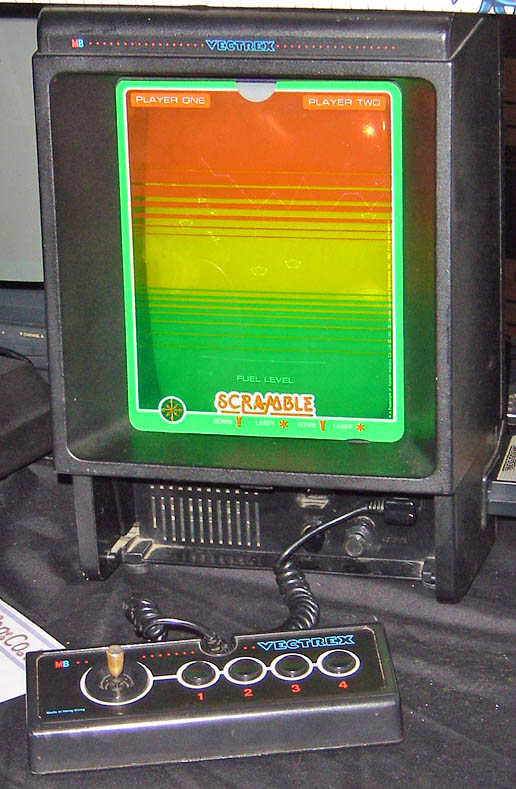 MB VECTREX
PLAYER ONE PLAYER TWO
FUEL LEVEL
SCRAMBLE
BOMB LASER BOMB LASER
▼ CHANNEL ▲
MB VECTREX
1 2 3 4
Made in Hong Kong